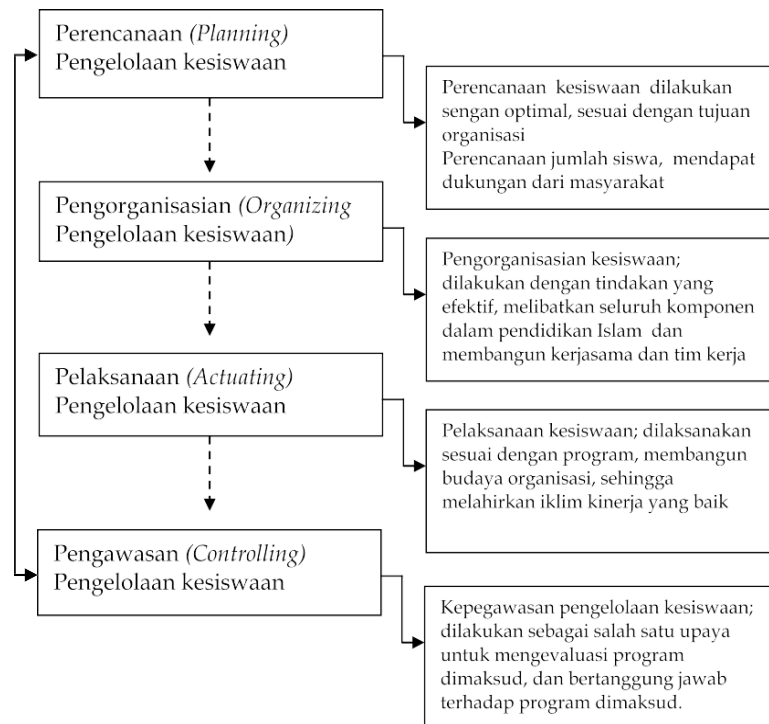 Perencanaan (Planning)
Pengelolaan kesiswaan
Perencanaan kesiswaan dilakukan
sengan optimal, sesuai dengan tujuan
organisasi
Perencanaan jumlah siswa, mendapat
dukungan dari masyarakat
Pengorganisasian (Organizing
Pengelolaan kesiswaan)
Pengorganisasian kesiswaan;
dilakukan dengan tindakan yang
efektif, melibatkan seluruh komponen
dalam pendidikan Islam dan
membangun kerjasama dan tim kerja
Pelaksanaan (Actuating)
Pengelolaan kesiswaan
Pelaksanaan kesiswaan; dilaksanakan
sesuai dengan program, membangun
budaya organisasi, sehingga
melahirkan iklim kinerja yang baik
Pengawasan (Controlling)
Pengelolaan kesiswaan
Kepegawasan pengelolaan kesiswaan;
dilakukan sebagai salah satu upaya
untuk mengevaluasi program
dimaksud, dan bertanggung jawab
terhadap program dimaksud.